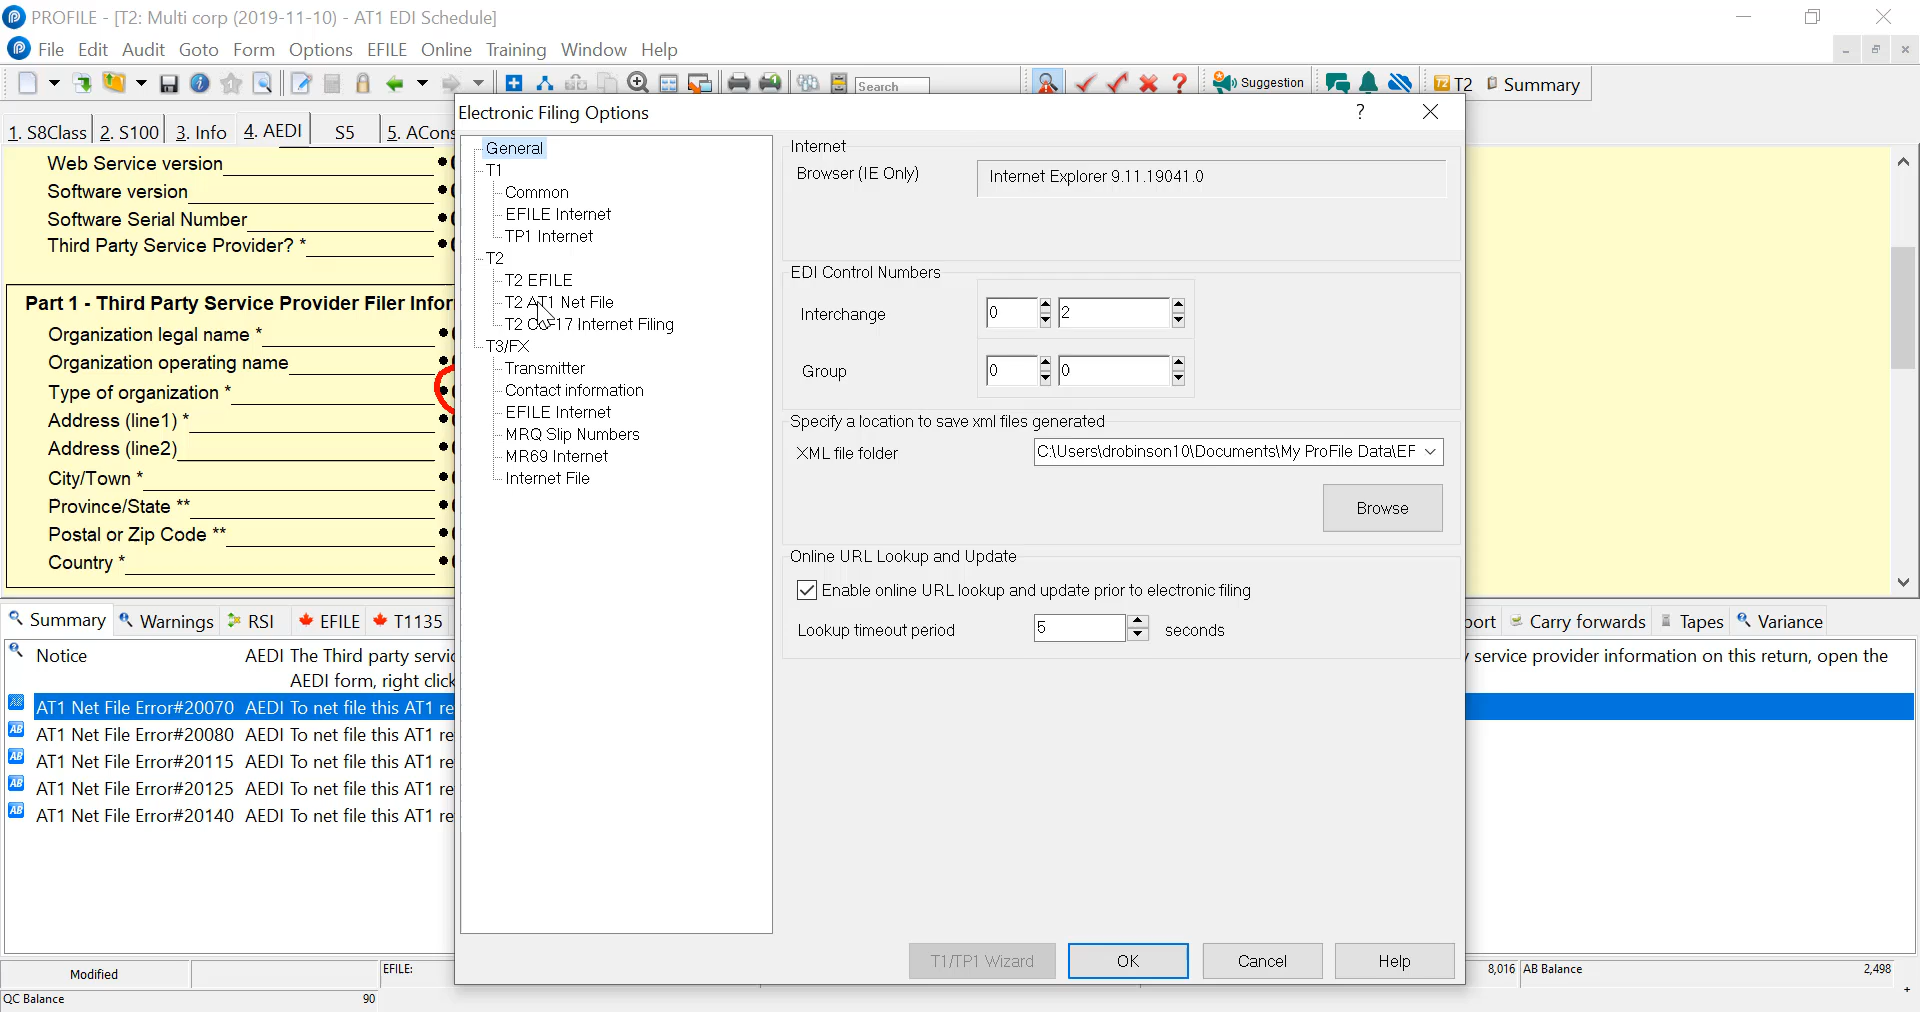 PROFILE - [T2: Multi corp (2019-11-10) - AT1 EDI Schedule]
File Edit Audit Goto Form Options EFILE Online Training Window Help
Search Suggestion T2 Summary
1. S8Class 2. S100 3. Info 4. AEDI S5 5. ACons
Web Service version
Software version
Software Serial Number
Third Party Service Provider? *
Part 1 - Third Party Service Provider Filer Infor
Organization legal name *
Organization operating name
Type of organization *
Address (line1) *
Address (line2)
City/Town *
Province/State **
Postal or Zip Code **
Country *
Electronic Filing Options
General
T1
Common
EFILE Internet
TP1 Internet
T2
T2 EFILE
T2 AT1 Net File
T2 CO-17 Internet Filing
T3/FX
Transmitter
Contact information
EFILE Internet
MRQ Slip Numbers
MR69 Internet
Internet File
Internet
Browser (IE Only) Internet Explorer 9.11.19041.0
EDI Control Numbers
Interchange 0 2
Group 0 0
Specify a location to save xml files generated
XML file folder C:\Users\drobinson10\Documents\My ProFile Data\EF
Browse
Online URL Lookup and Update
Enable online URL lookup and update prior to electronic filing
Lookup timeout period 5 seconds
T1/TP1 Wizard OK Cancel Help
Summary Warnings RSI EFILE T1135 port Carry forwards Tapes Variance
Notice AEDI The Third party servic service provider information on this return, open the
AEDI form, right click
AT1 Net File Error#20070 AEDI To net file this AT1 re
AT1 Net File Error#20080 AEDI To net file this AT1 re
AT1 Net File Error#20115 AEDI To net file this AT1 re
AT1 Net File Error#20125 AEDI To net file this AT1 re
AT1 Net File Error#20140 AEDI To net file this AT1 re
Modified EFILE: 8,016 AB Balance 2,498
QC Balance 90